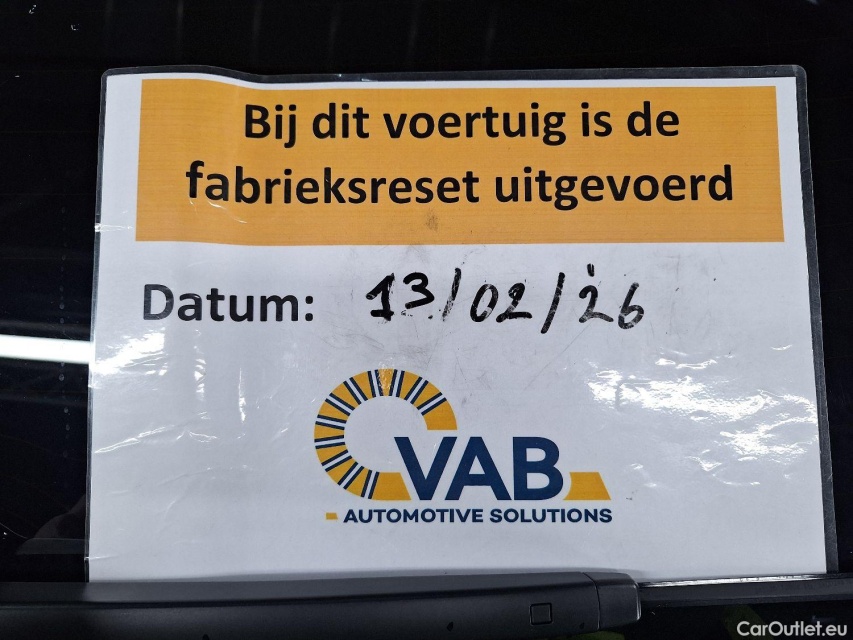 Bij dit voertuig is de
fabrieksreset uitgevoerd
Datum: 13/02/26
VAB
AUTOMOTIVE SOLUTIONS
CarOutlet.eu